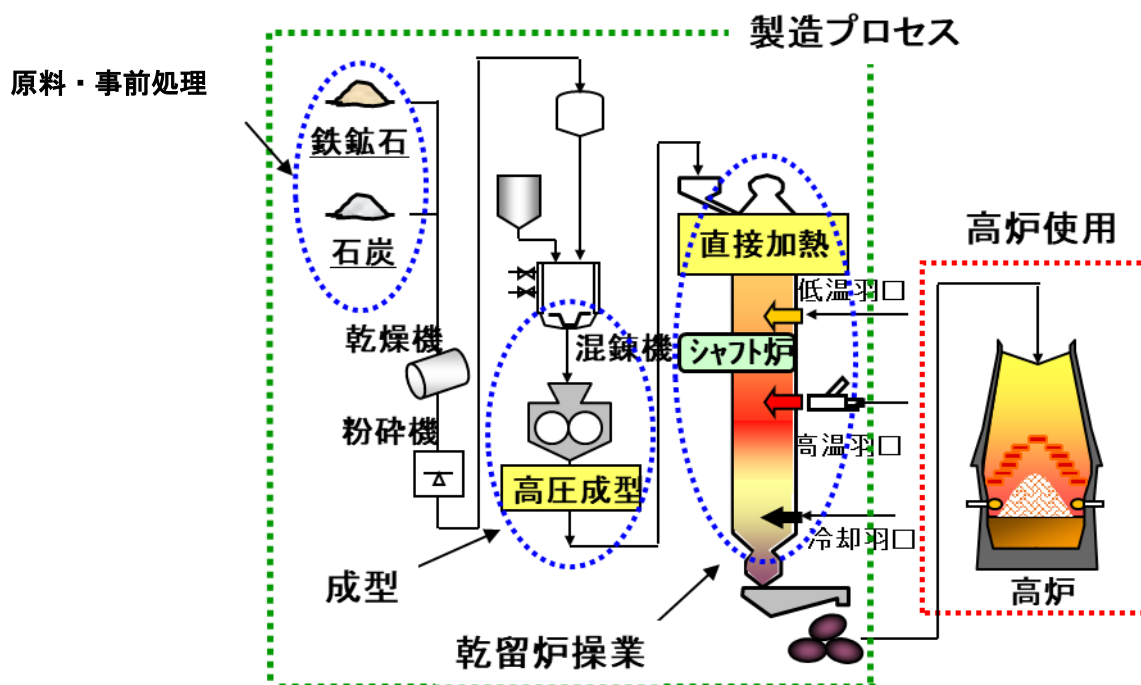 製造プロセス
原料・事前処理
鉄鉱石
石炭
直接加熱
高炉使用
低温羽口
乾燥機
混錬機
シャフト炉
粉砕機
高温羽口
高圧成型
冷却羽口
成型
高炉
乾留炉操業